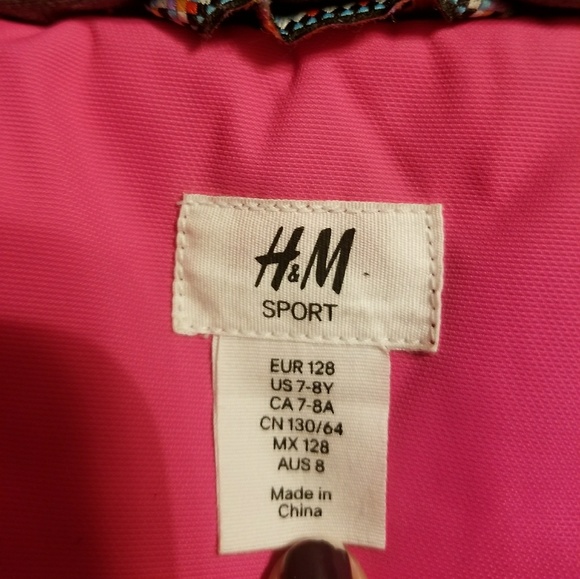 H&M
SPORT
EUR 128
US 7-8Y
CA 7-8A
CN 130/64
MX 128
AUS 8
Made in
China